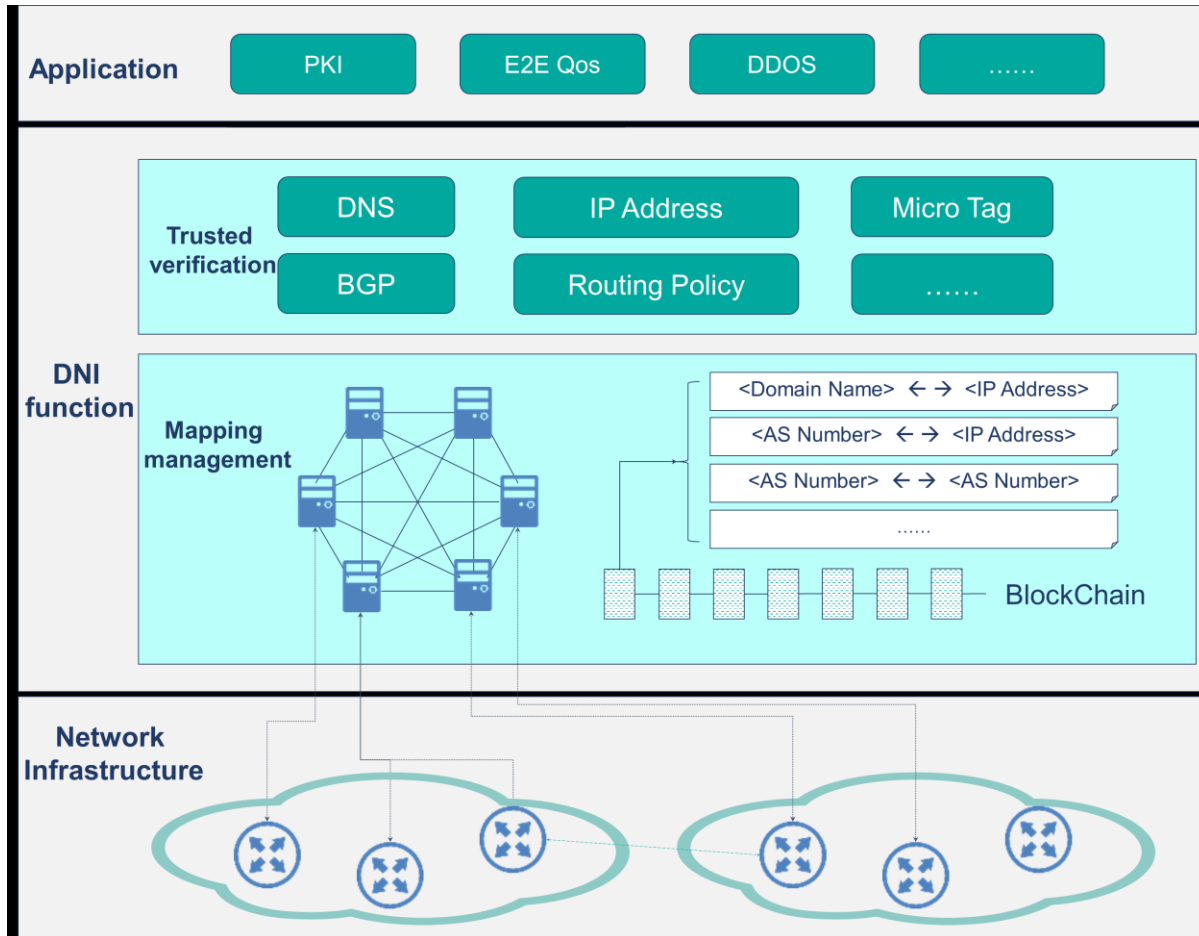 Application
PKI
E2E Qos
DDOS
……
DNI
function
Trusted
verification
DNS
IP Address
Micro Tag
BGP
Routing Policy
……
Mapping
management
<Domain Name> ← → <IP Address>
<AS Number> ← → <IP Address>
<AS Number> ← → <AS Number>
……
BlockChain
Network
Infrastructure